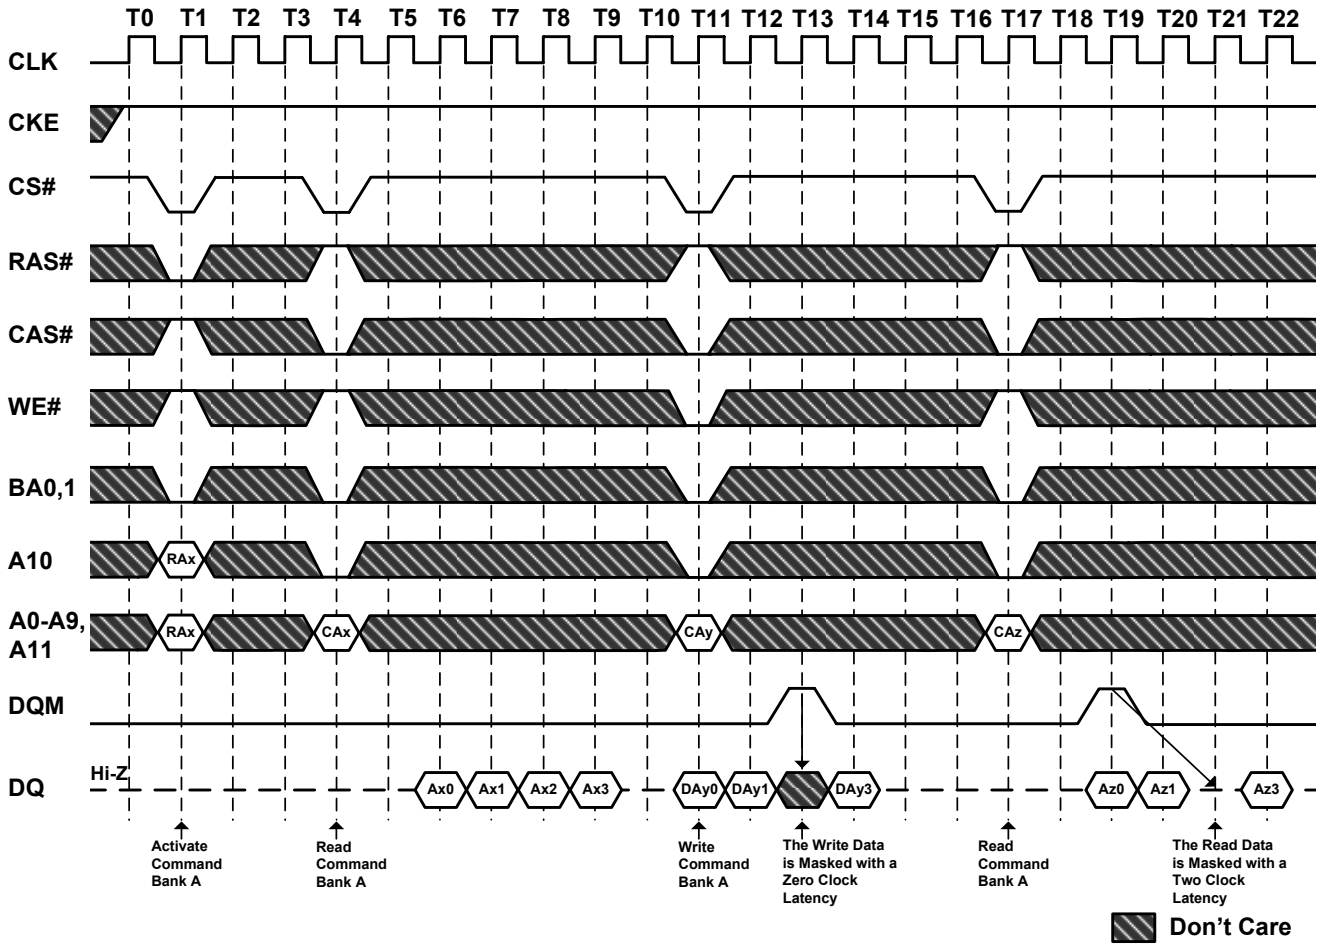 T0 T1 T2 T3 T4 T5 T6 T7 T8 T9 T10 T11 T12 T13 T14 T15 T16 T17 T18 T19 T20 T21 T22
CLK
CKE
CS#
RAS#
CAS#
WE#
BA0,1
A10
RAx
A0-A9,
A11
RAx CAx CAy CAz
DQM
Hi-Z
DQ
Ax0 Ax1 Ax2 Ax3 DAy0 DAy1 DAy3 Az0 Az1 Az3
Activate
Command
Bank A
Read
Command
Bank A
Write
Command
Bank A
The Write Data
is Masked with a
Zero Clock
Latency
Read
Command
Bank A
The Read Data
is Masked with a
Two Clock
Latency
Don't Care